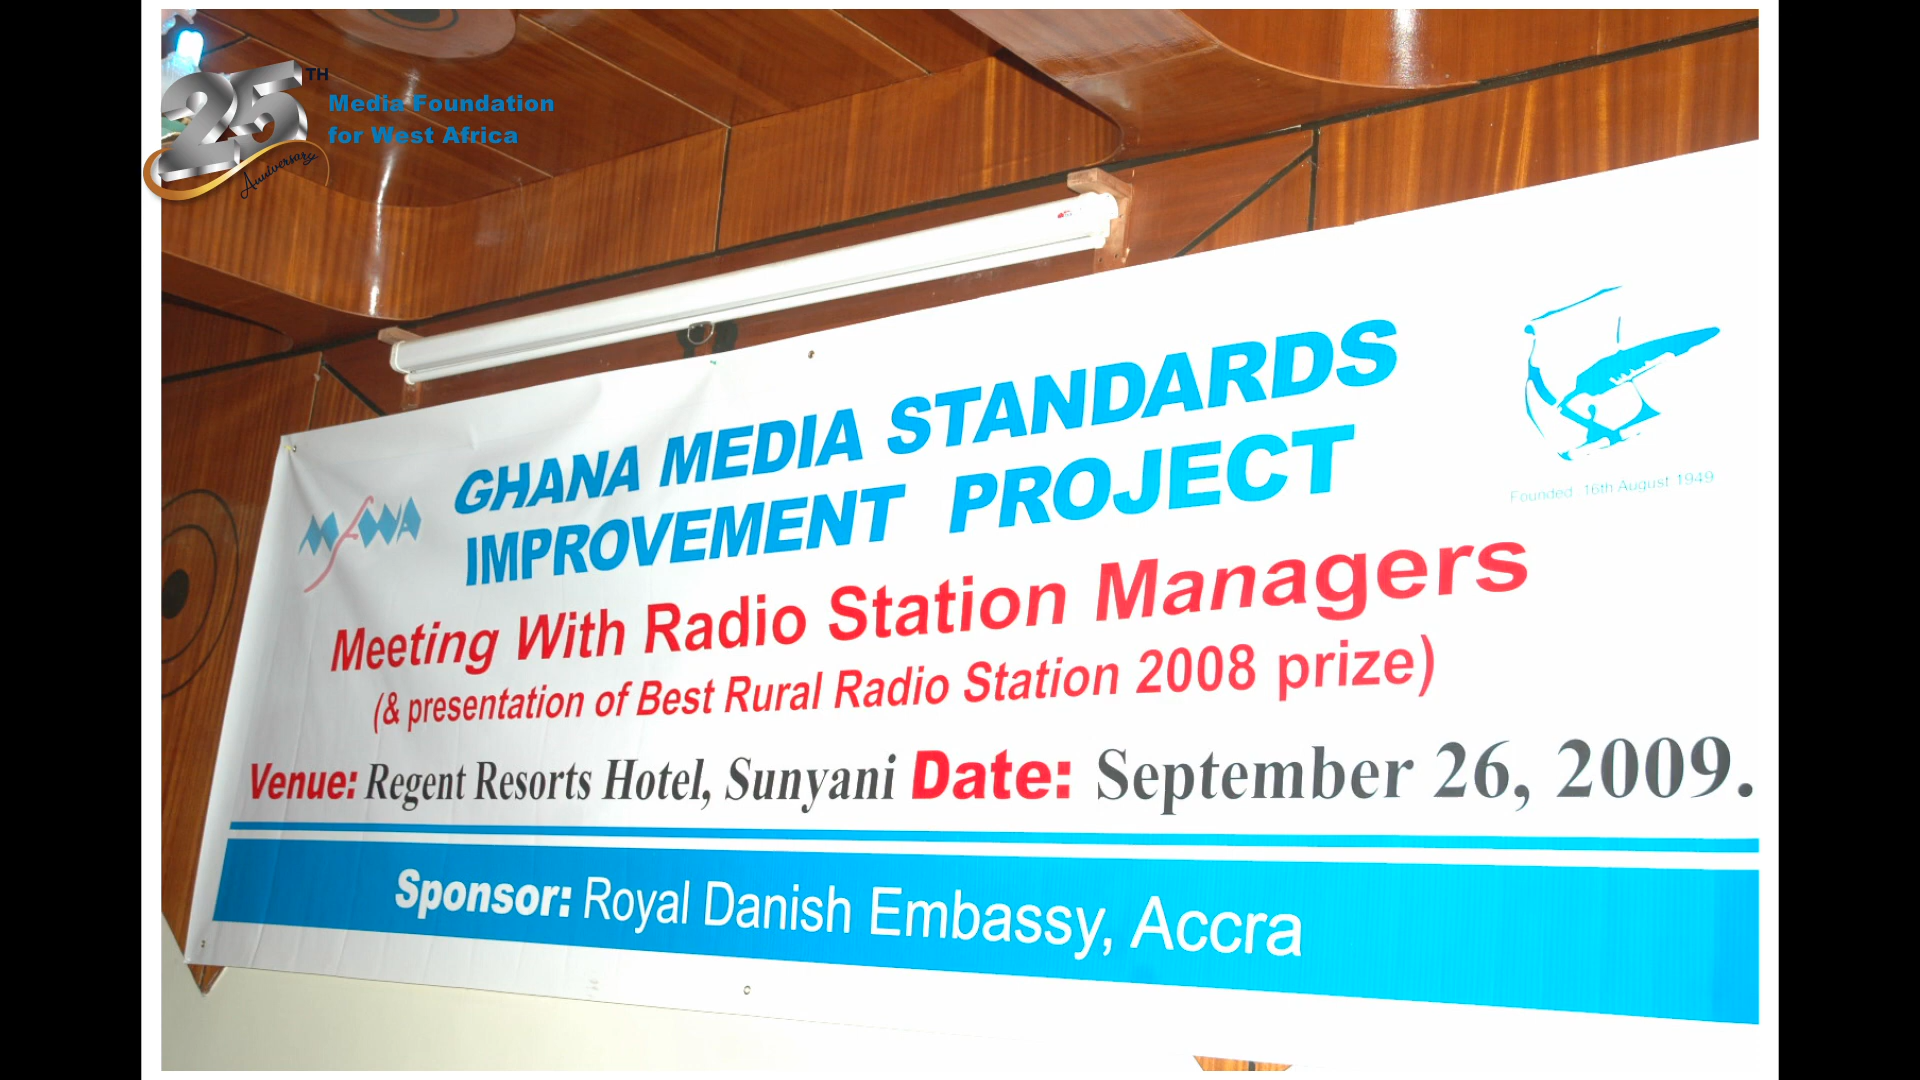 25TH
Anniversary
Media Foundation
for West Africa
MFWA
GHANA MEDIA STANDARDS
IMPROVEMENT PROJECT
Founded 16th August 1949
Meeting With Radio Station Managers
(& presentation of Best Rural Radio Station 2008 prize)
Venue: Regent Resorts Hotel, Sunyani Date: September 26, 2009.
Sponsor: Royal Danish Embassy, Accra